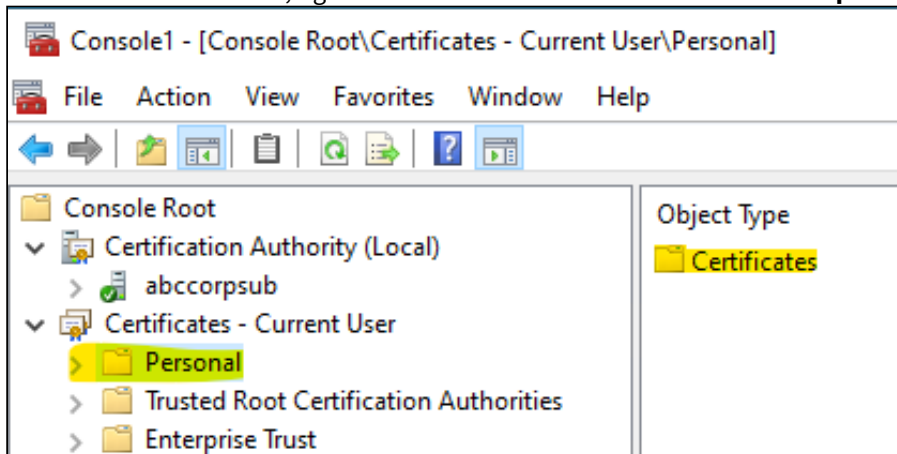 Console1 - [Console Root\Certificates - Current User\Personal]
File Action View Favorites Window Help
Console Root
Certification Authority (Local)
abccorpsub
Certificates - Current User
Personal
Trusted Root Certification Authorities
Enterprise Trust
Object Type
Certificates